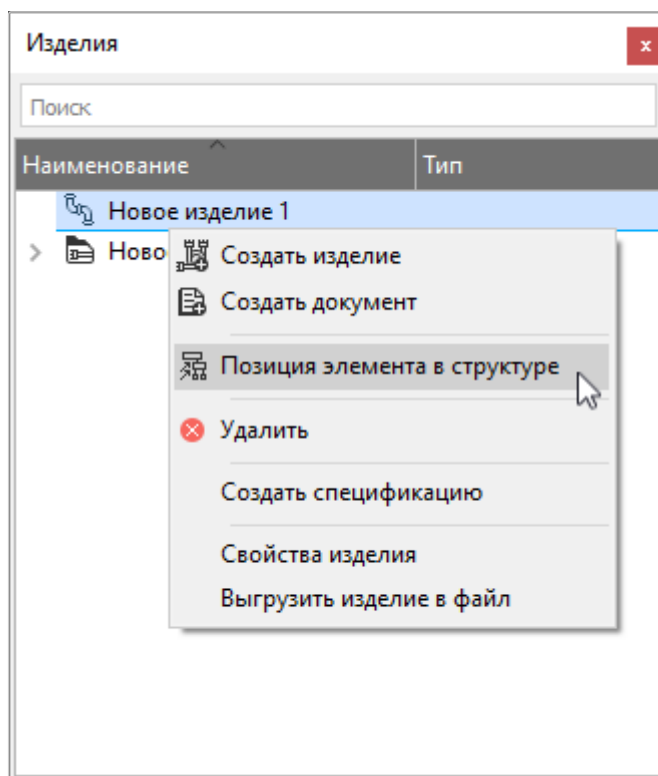 Изделия
x
Поиск
Наименование Тип
Новое изделие 1
Ново
Создать изделие
Создать документ
Позиция элемента в структуре
Удалить
Создать спецификацию
Свойства изделия
Выгрузить изделие в файл